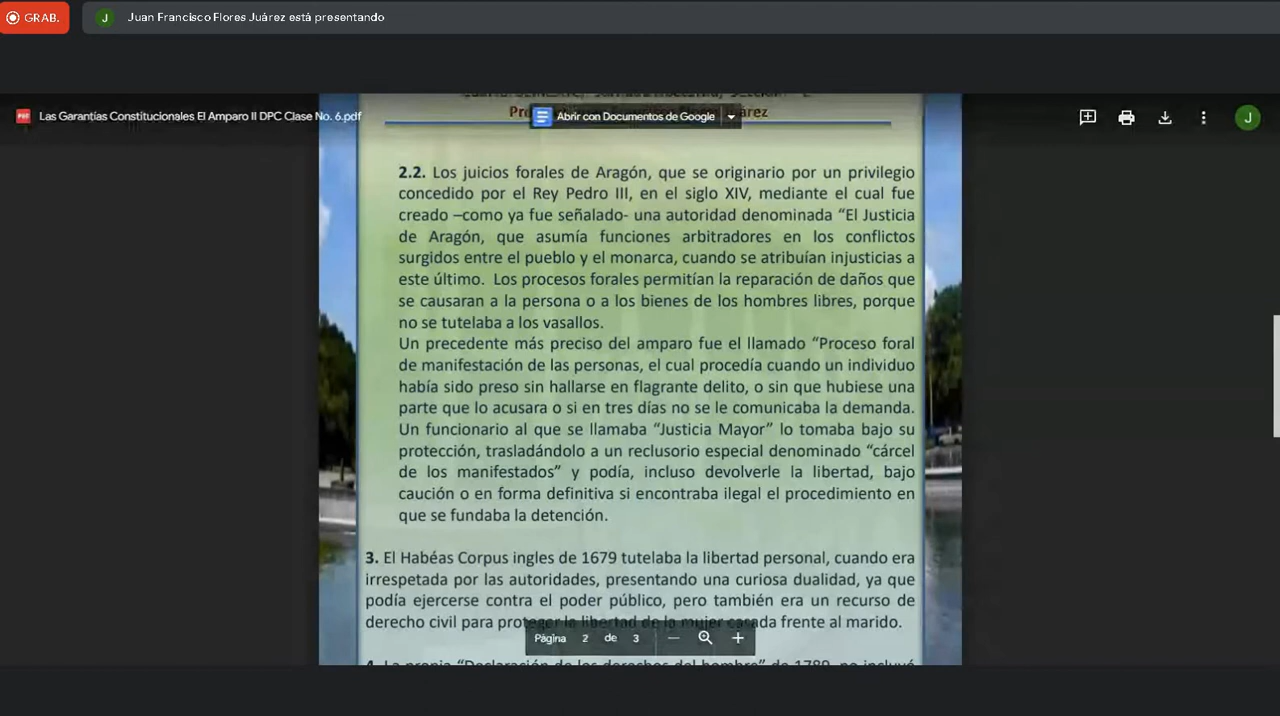 GRAB.
J
Juan Francisco Flores Juárez está presentando
Las Garantías Constitucionales El Amparo II DPC Clase No. 6.pdf
Abrir con Documentos de Google
J
2.2. Los juicios forales de Aragón, que se originario por un privilegio
concedido por el Rey Pedro III, en el siglo XIV, mediante el cual fue
creado –como ya fue señalado- una autoridad denominada “El Justicia
de Aragón, que asumía funciones arbitradores en los conflictos
surgidos entre el pueblo y el monarca, cuando se atribuían injusticias a
este último. Los procesos forales permitían la reparación de daños que
se causaran a la persona o a los bienes de los hombres libres, porque
no se tutelaba a los vasallos.
Un precedente más preciso del amparo fue el llamado “Proceso foral
de manifestación de las personas, el cual procedía cuando un individuo
había sido preso sin hallarse en flagrante delito, o sin que hubiese una
parte que lo acusara o si en tres días no se le comunicaba la demanda.
Un funcionario al que se llamaba “Justicia Mayor” lo tomaba bajo su
protección, trasladándolo a un reclusorio especial denominado “cárcel
de los manifestados” y podía, incluso devolverle la libertad, bajo
caución o en forma definitiva si encontraba ilegal el procedimiento en
que se fundaba la detención.
3. El Habéas Corpus ingles de 1679 tutelaba la libertad personal, cuando era
irrespetada por las autoridades, presentando una curiosa dualidad, ya que
podía ejercerse contra el poder público, pero también era un recurso de
derecho civil para proteger la libertad de la mujer casada frente al marido.
Página 2 de 3
4. La propia “Declaración de los derechos del hombre” de 1789, no incluyó